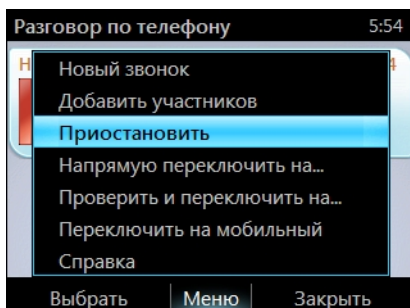 Разговор по телефону 5:54
Новый звонок
Добавить участников
Приостановить
Напрямую переключить на...
Проверить и переключить на...
Переключить на мобильный
Справка
Выбрать Меню Закрыть